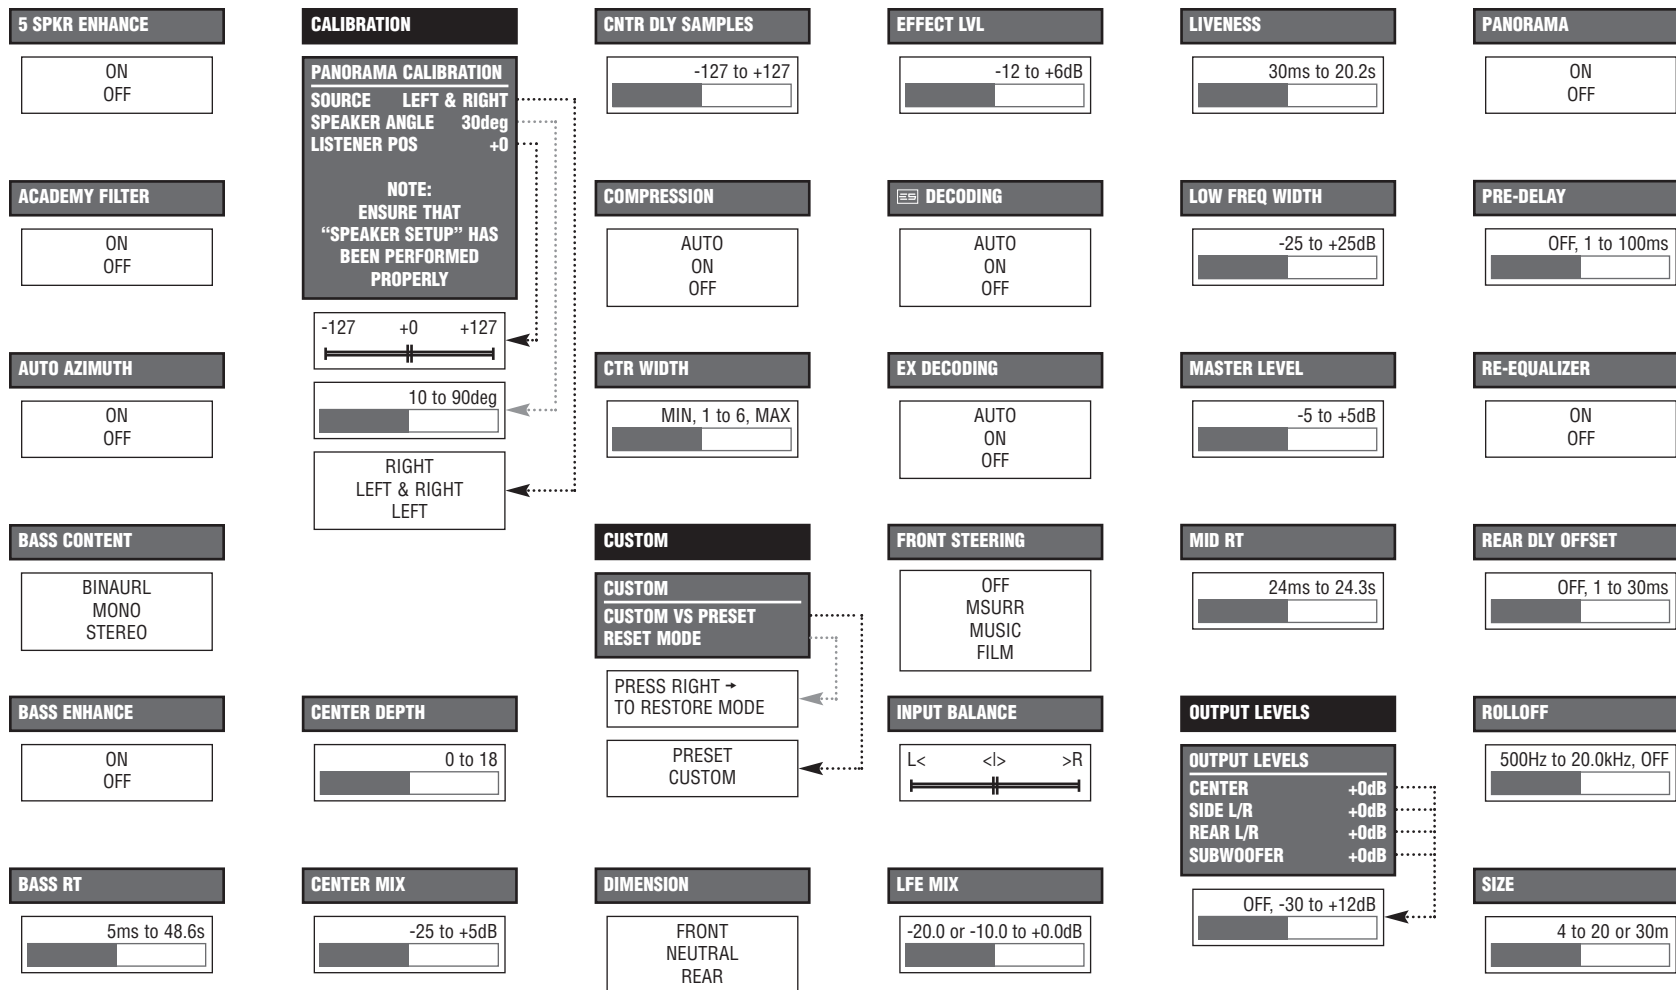 5 SPKR ENHANCE
ON
OFF
ACADEMY FILTER
ON
OFF
AUTO AZIMUTH
ON
OFF
BASS CONTENT
BINAURL
MONO
STEREO
BASS ENHANCE
ON
OFF
BASS RT
5ms to 48.6s
CALIBRATION
PANORAMA CALIBRATION
SOURCE LEFT & RIGHT
SPEAKER ANGLE 30deg
LISTENER POS +0
NOTE:
ENSURE THAT
“SPEAKER SETUP” HAS
BEEN PERFORMED
PROPERLY
-127 +0 +127
10 to 90deg
RIGHT
LEFT & RIGHT
LEFT
CENTER DEPTH
0 to 18
CENTER MIX
-25 to +5dB
CNTR DLY SAMPLES
-127 to +127
COMPRESSION
AUTO
ON
OFF
CTR WIDTH
MIN, 1 to 6, MAX
CUSTOM
CUSTOM
CUSTOM VS PRESET
RESET MODE
PRESS RIGHT →
TO RESTORE MODE
PRESET
CUSTOM
DIMENSION
FRONT
NEUTRAL
REAR
EFFECT LVL
-12 to +6dB
ES DECODING
AUTO
ON
OFF
EX DECODING
AUTO
ON
OFF
FRONT STEERING
OFF
MSURR
MUSIC
FILM
INPUT BALANCE
L< <|> >R
LFE MIX
-20.0 or -10.0 to +0.0dB
LIVENESS
30ms to 20.2s
LOW FREQ WIDTH
-25 to +25dB
MASTER LEVEL
-5 to +5dB
MID RT
24ms to 24.3s
OUTPUT LEVELS
OUTPUT LEVELS
CENTER +0dB
SIDE L/R +0dB
REAR L/R +0dB
SUBWOOFER +0dB
OFF, -30 to +12dB
PANORAMA
ON
OFF
PRE-DELAY
OFF, 1 to 100ms
RE-EQUALIZER
ON
OFF
REAR DLY OFFSET
OFF, 1 to 30ms
ROLLOFF
500Hz to 20.0kHz, OFF
SIZE
4 to 20 or 30m